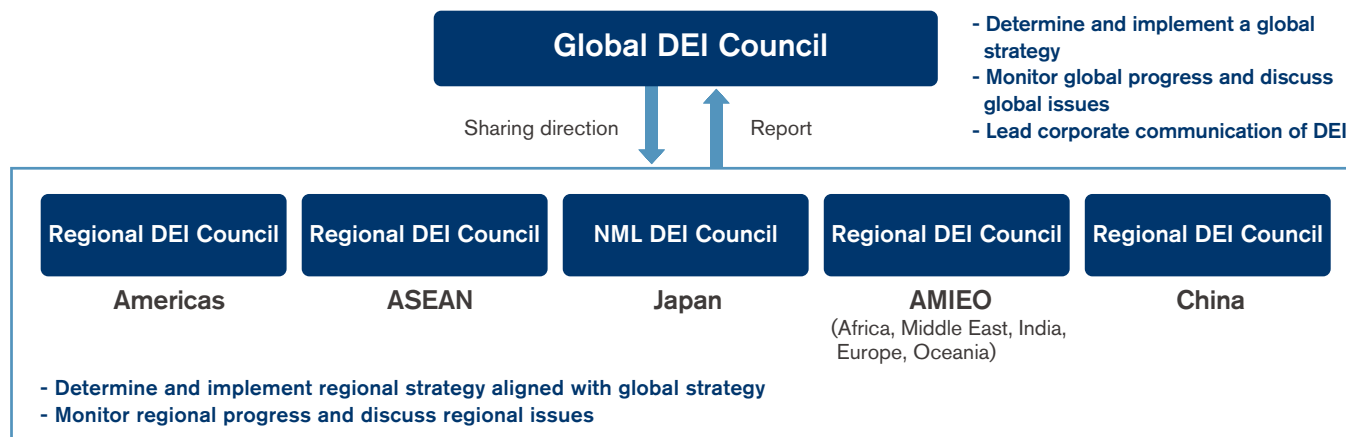 Global DEI Council
- Determine and implement a global
strategy
- Monitor global progress and discuss
global issues
- Lead corporate communication of DEI
Sharing direction
Report
Regional DEI Council
Regional DEI Council
NML DEI Council
Regional DEI Council
Regional DEI Council
Americas
ASEAN
Japan
AMIEO
China
(Africa, Middle East, India,
Europe, Oceania)
- Determine and implement regional strategy aligned with global strategy
- Monitor regional progress and discuss regional issues